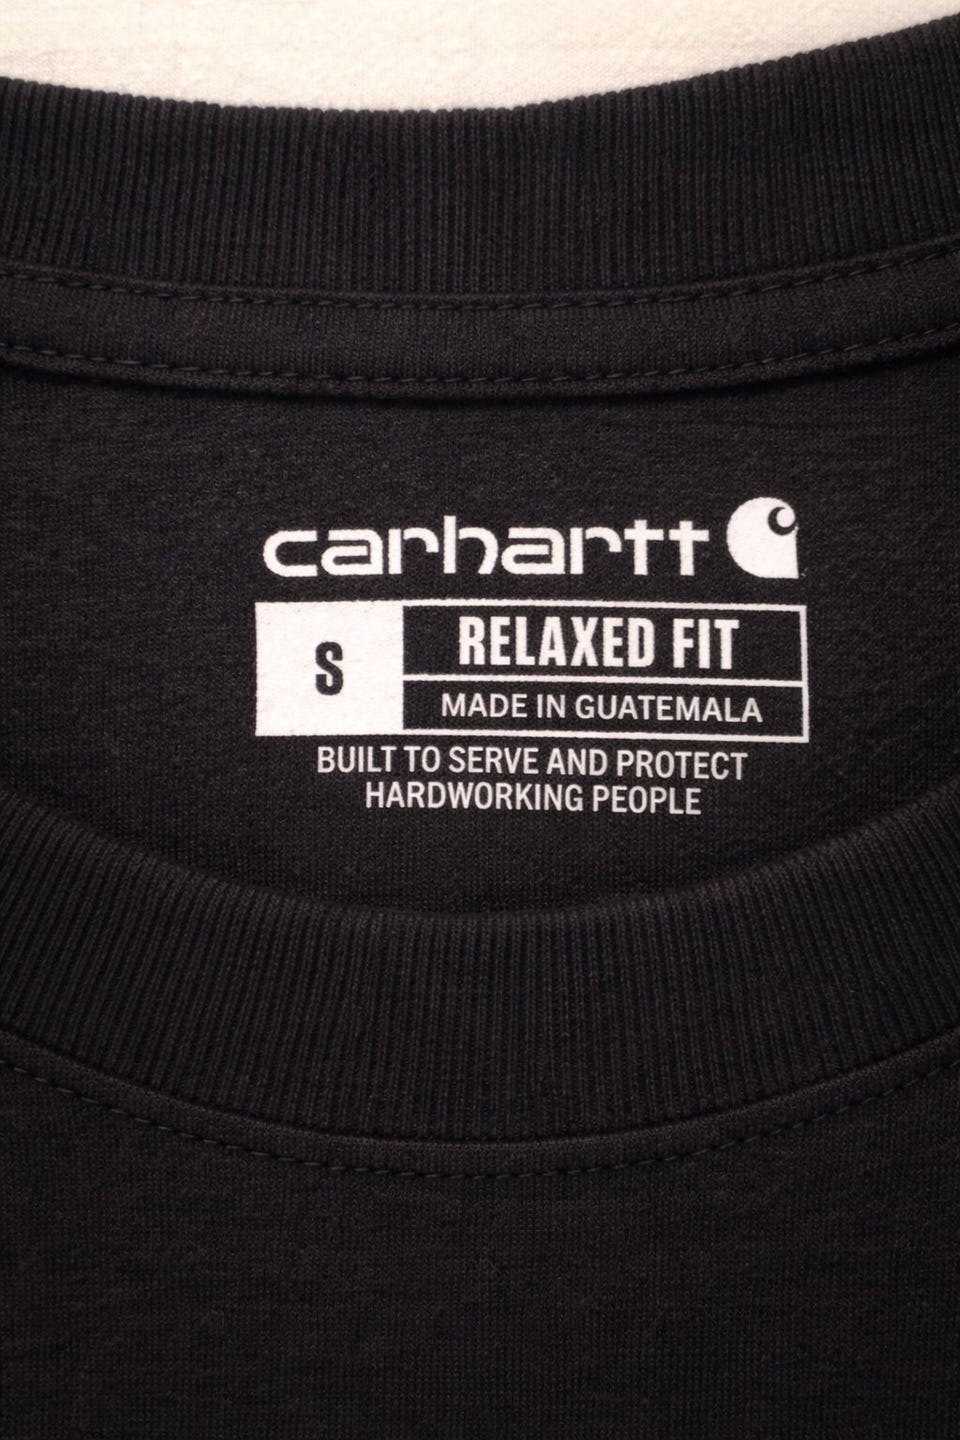 carhartt
S
RELAXED FIT
MADE IN GUATEMALA
BUILT TO SERVE AND PROTECT
HARDWORKING PEOPLE